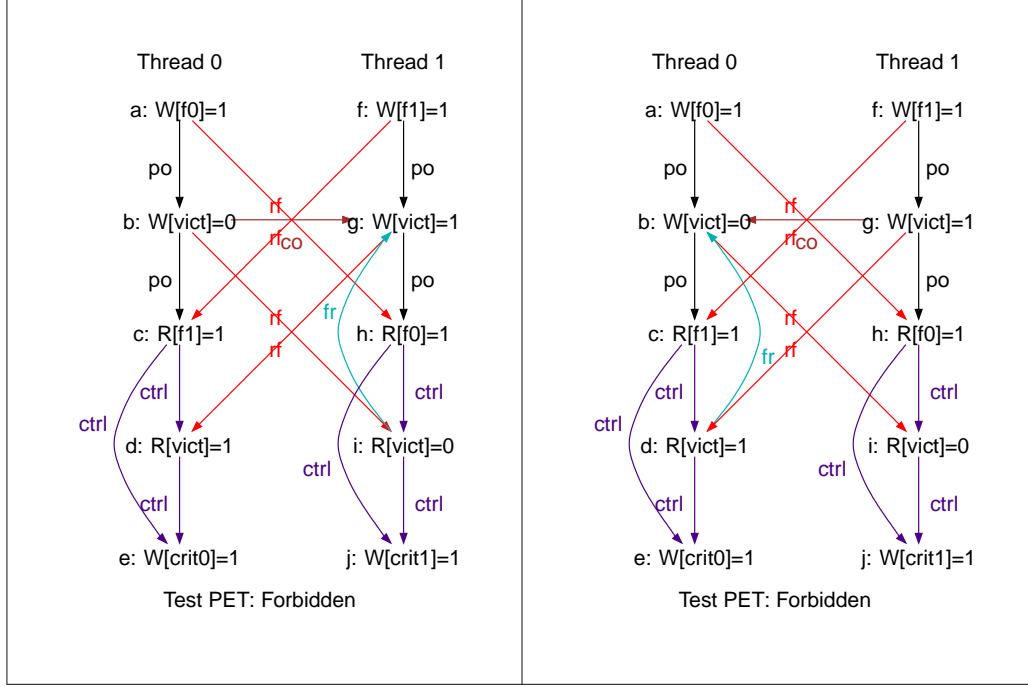 Thread 0
Thread 1
a: W[f0]=1
f: W[f1]=1
po
po
rf
b: W[vict]=0
g: W[vict]=1
rf
co
po
po
fr
rf
c: R[f1]=1
h: R[f0]=1
rf
ctrl
ctrl
ctrl
d: R[vict]=1
i: R[vict]=0
ctrl
ctrl
ctrl
e: W[crit0]=1
j: W[crit1]=1
Test PET: Forbidden
Thread 0
Thread 1
a: W[f0]=1
f: W[f1]=1
po
po
rf
b: W[vict]=0
g: W[vict]=1
rf
co
po
po
rf
c: R[f1]=1
h: R[f0]=1
fr
rf
ctrl
ctrl
ctrl
d: R[vict]=1
i: R[vict]=0
ctrl
ctrl
ctrl
e: W[crit0]=1
j: W[crit1]=1
Test PET: Forbidden